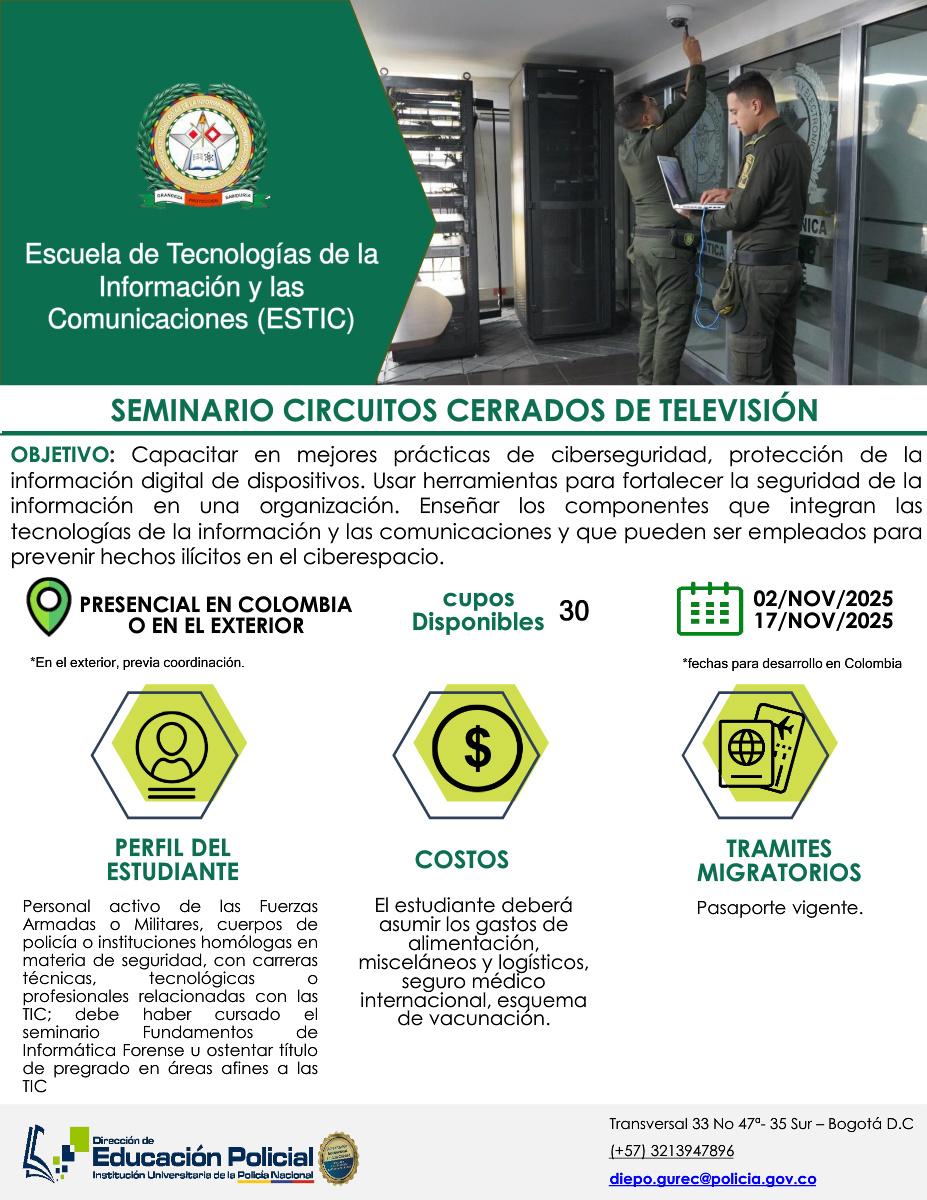 GRANDEZA PROTECCIÓN SABIDURÍA
Escuela de Tecnologías de la
Información y las
Comunicaciones (ESTIC)
SEMINARIO CIRCUITOS CERRADOS DE TELEVISIÓN
OBJETIVO: Capacitar en mejores prácticas de ciberseguridad, protección de la
información digital de dispositivos. Usar herramientas para fortalecer la seguridad de la
información en una organización. Enseñar los componentes que integran las
tecnologías de la información y las comunicaciones y que pueden ser empleados para
prevenir hechos ilícitos en el ciberespacio.
PRESENCIAL EN COLOMBIA
O EN EL EXTERIOR
*En el exterior, previa coordinación.
cupos
Disponibles 30
02/NOV/2025
17/NOV/2025
*fechas para desarrollo en Colombia
PERFIL DEL
ESTUDIANTE
Personal activo de las Fuerzas
Armadas o Militares, cuerpos de
policía o instituciones homólogas en
materia de seguridad, con carreras
técnicas, tecnológicas o
profesionales relacionadas con las
TIC; debe haber cursado el
seminario Fundamentos de
Informática Forense u ostentar título
de pregrado en áreas afines a las
TIC
$
COSTOS
El estudiante deberá
asumir los gastos de
alimentación,
misceláneos y logísticos,
seguro médico
internacional, esquema
de vacunación.
TRAMITES
MIGRATORIOS
Pasaporte vigente.
Dirección de
Educación Policial
Institución Universitaria de la Policía Nacional
Transversal 33 No 47ª- 35 Sur – Bogotá D.C
(+57) 3213947896
diepo.gurec@policia.gov.co